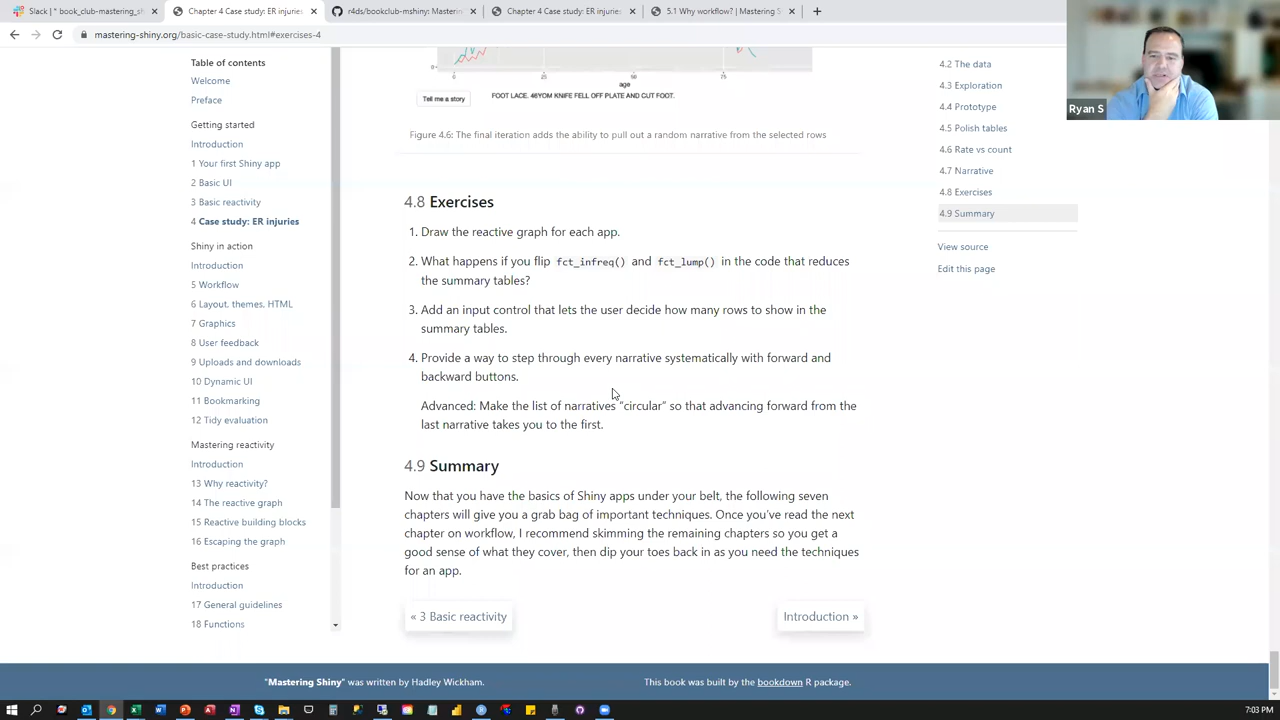 Slack | * book_club-mastering_sh
Chapter 4 Case study: ER injuries
r4ds/bookclub-mshiny: Masterin
Chapter 4 Case study: ER injuries
5.1 Why workflow? | Mastering S
mastering-shiny.org/basic-case-study.html#exercises-4
Ryan S
Table of contents
Welcome
Preface
Getting started
Introduction
1 Your first Shiny app
2 Basic UI
3 Basic reactivity
4 Case study: ER injuries
Shiny in action
Introduction
5 Workflow
6 Layout, themes, HTML
7 Graphics
8 User feedback
9 Uploads and downloads
10 Dynamic UI
11 Bookmarking
12 Tidy evaluation
Mastering reactivity
Introduction
13 Why reactivity?
14 The reactive graph
15 Reactive building blocks
16 Escaping the graph
Best practices
Introduction
17 General guidelines
18 Functions
0
0
25
50
75
age
Tell me a story
FOOT LACE. 46YOM KNIFE FELL OFF PLATE AND CUT FOOT.
Figure 4.6: The final iteration adds the ability to pull out a random narrative from the selected rows
4.8 Exercises
1. Draw the reactive graph for each app.
2. What happens if you flip fct_infreq() and fct_lump() in the code that reduces
the summary tables?
3. Add an input control that lets the user decide how many rows to show in the
summary tables.
4. Provide a way to step through every narrative systematically with forward and
backward buttons.
Advanced: Make the list of narratives “circular” so that advancing forward from the
last narrative takes you to the first.
4.9 Summary
Now that you have the basics of Shiny apps under your belt, the following seven
chapters will give you a grab bag of important techniques. Once you’ve read the next
chapter on workflow, I recommend skimming the remaining chapters so you get a
good sense of what they cover, then dip your toes back in as you need the techniques
for an app.
« 3 Basic reactivity
Introduction »
4.2 The data
4.3 Exploration
4.4 Prototype
4.5 Polish tables
4.6 Rate vs count
4.7 Narrative
4.8 Exercises
4.9 Summary
View source
Edit this page
"Mastering Shiny" was written by Hadley Wickham.
This book was built by the bookdown R package.
7:03 PM